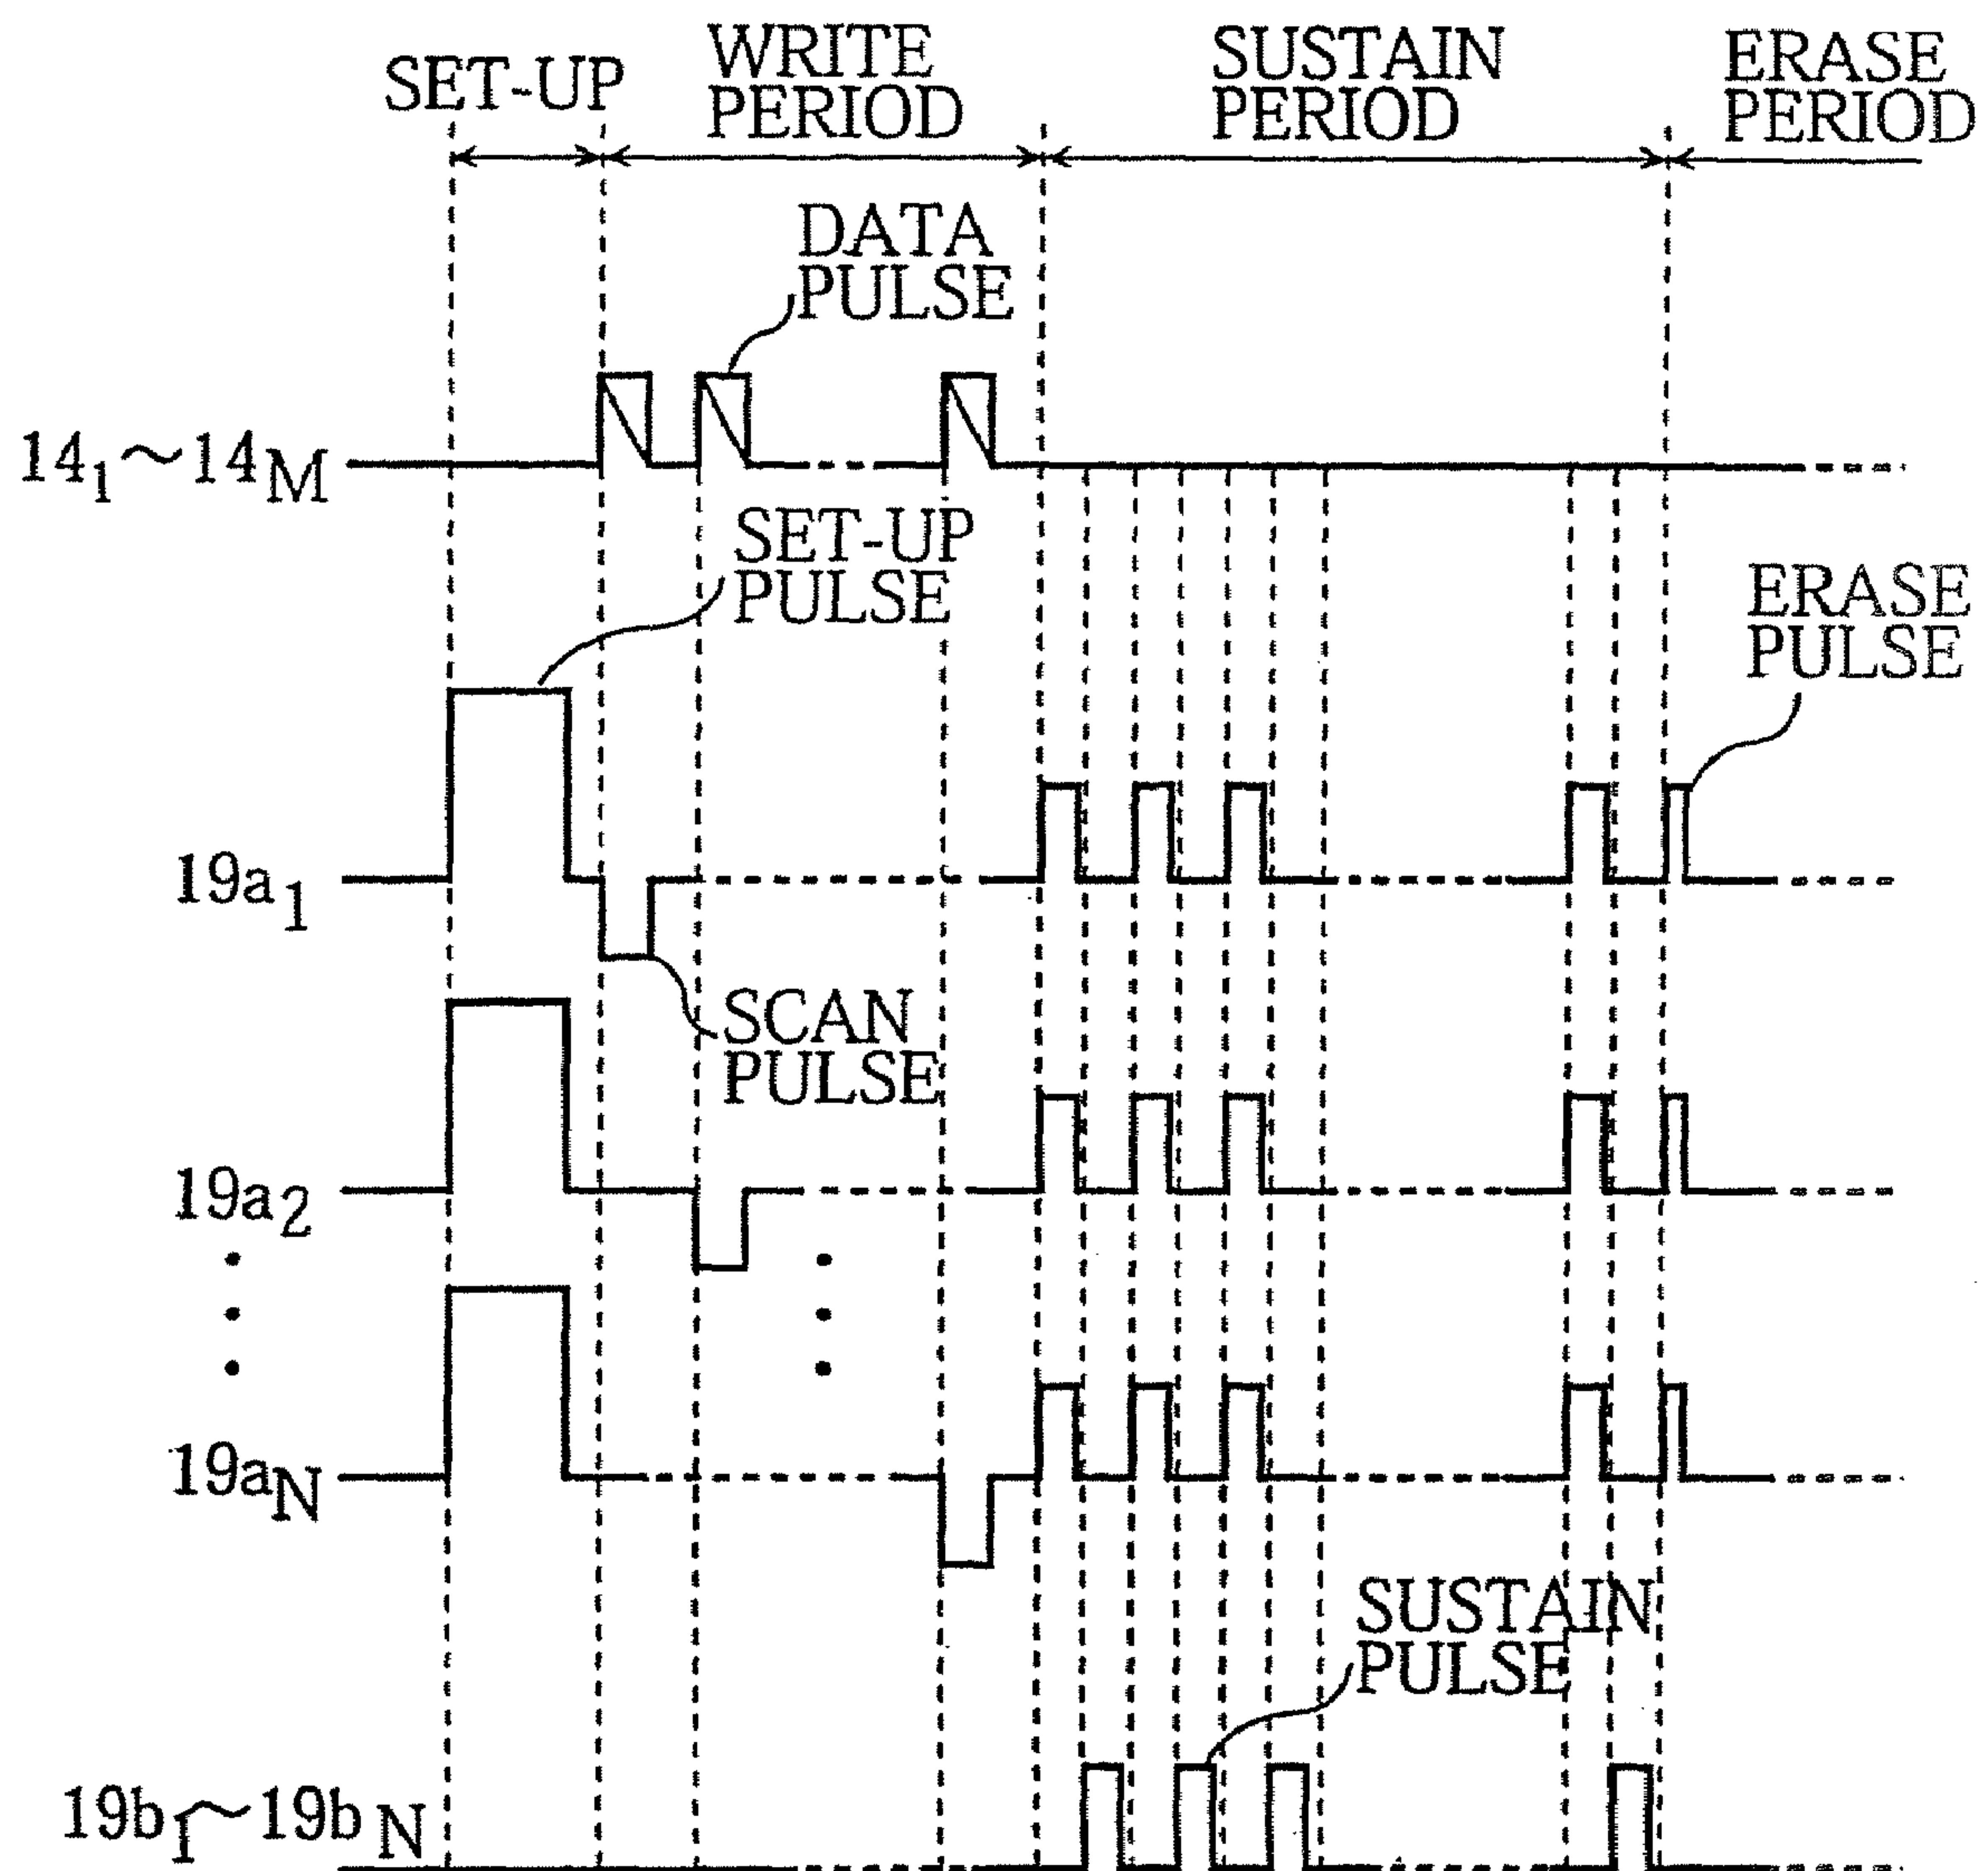 SET-UP
WRITE
PERIOD
SUSTAIN
PERIOD
ERASE
PERIOD
DATA
PULSE
14₁~14M
SET-UP
PULSE
ERASE
PULSE
19a₁
SCAN
PULSE
19a₂
19aN
SUSTAIN
PULSE
19b₁~19bN